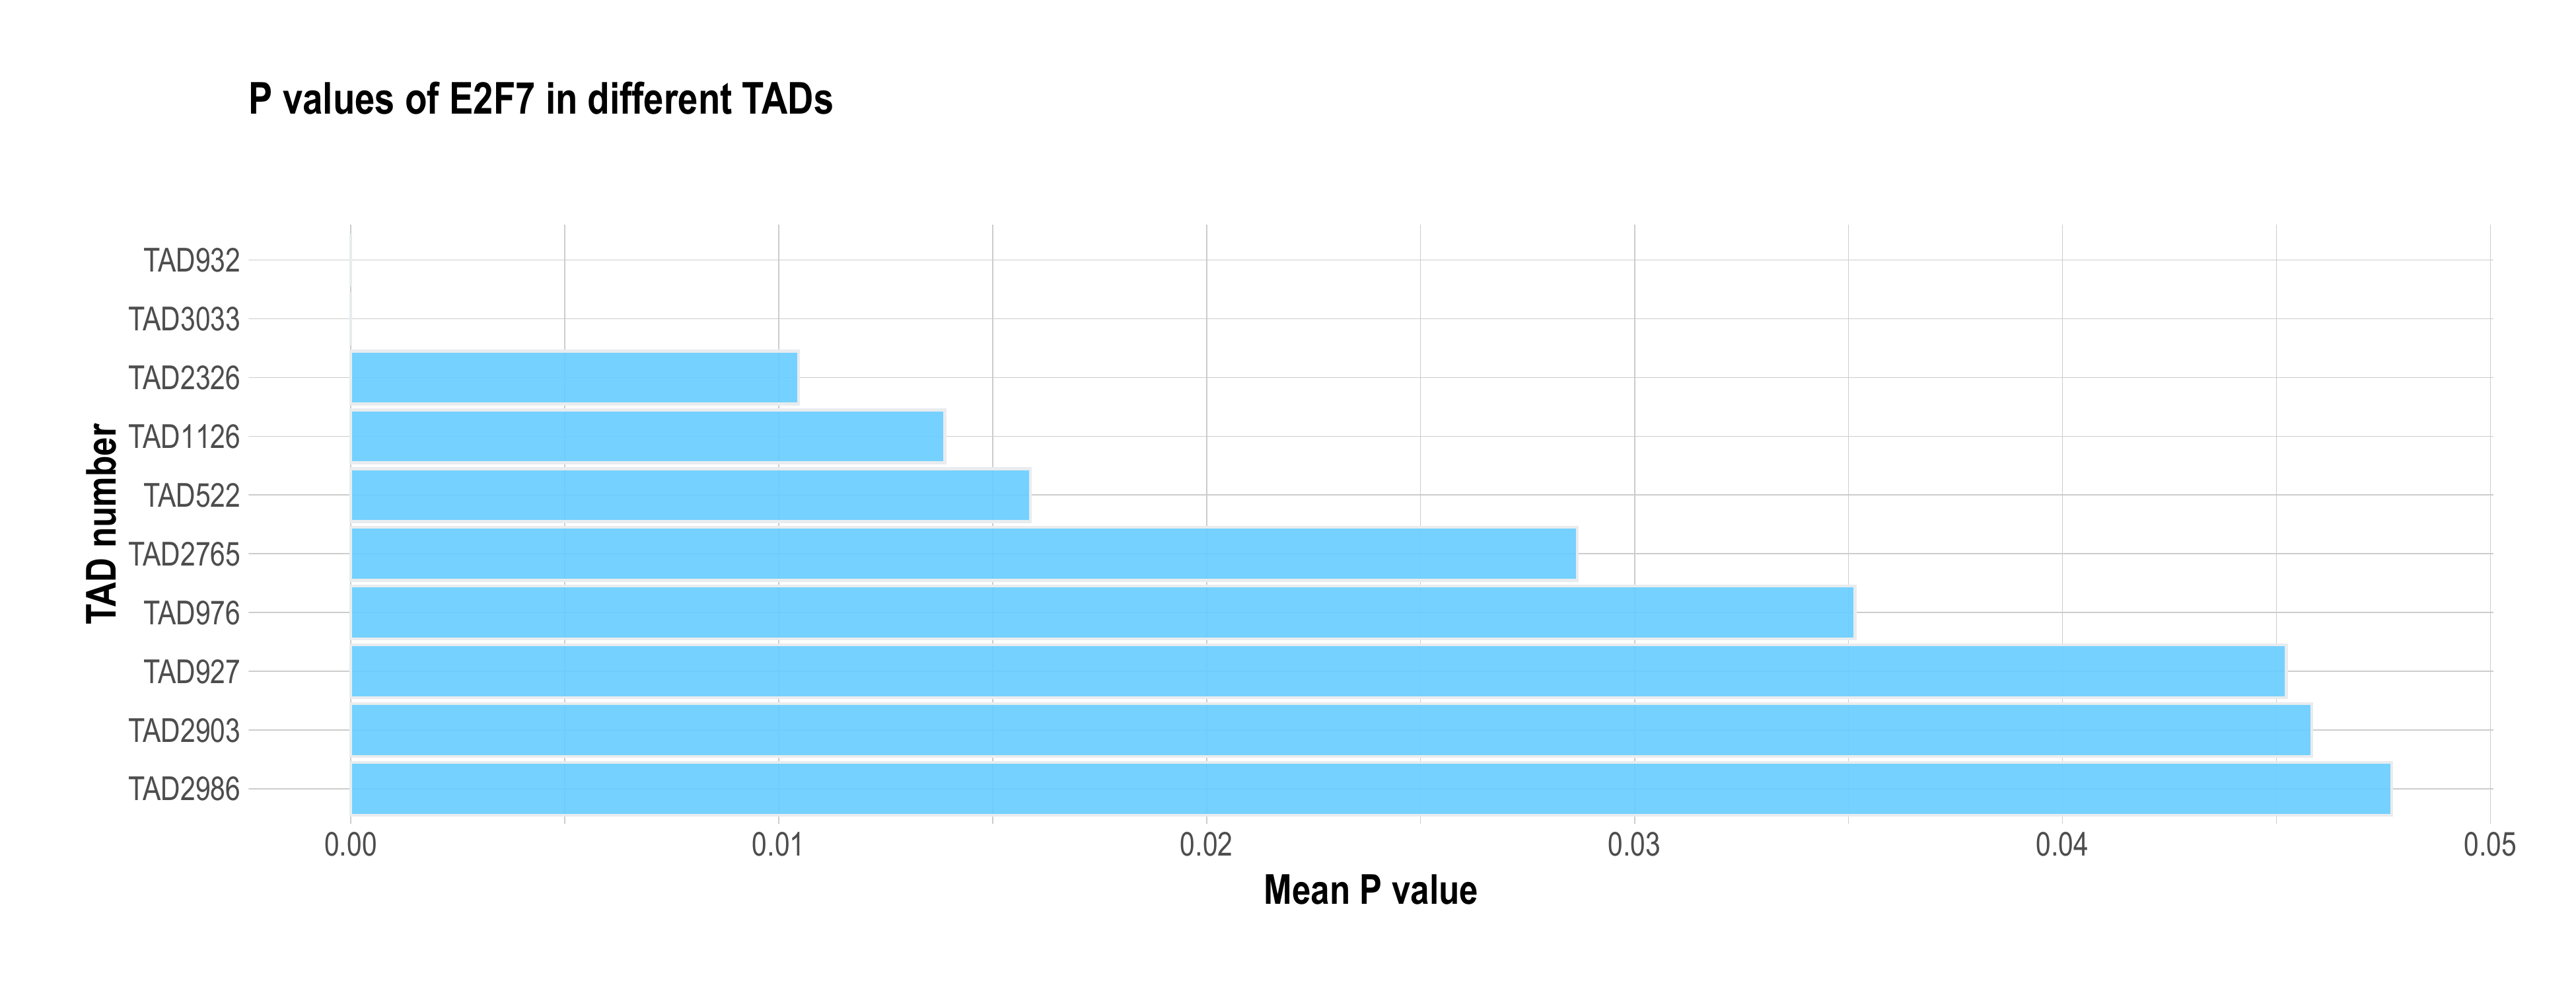 P values of E2F7 in different TADs
TAD number
TAD932
TAD3033
TAD2326
TAD1126
TAD522
TAD2765
TAD976
TAD927
TAD2903
TAD2986
0.00 0.01 0.02 0.03 0.04 0.05
Mean P value